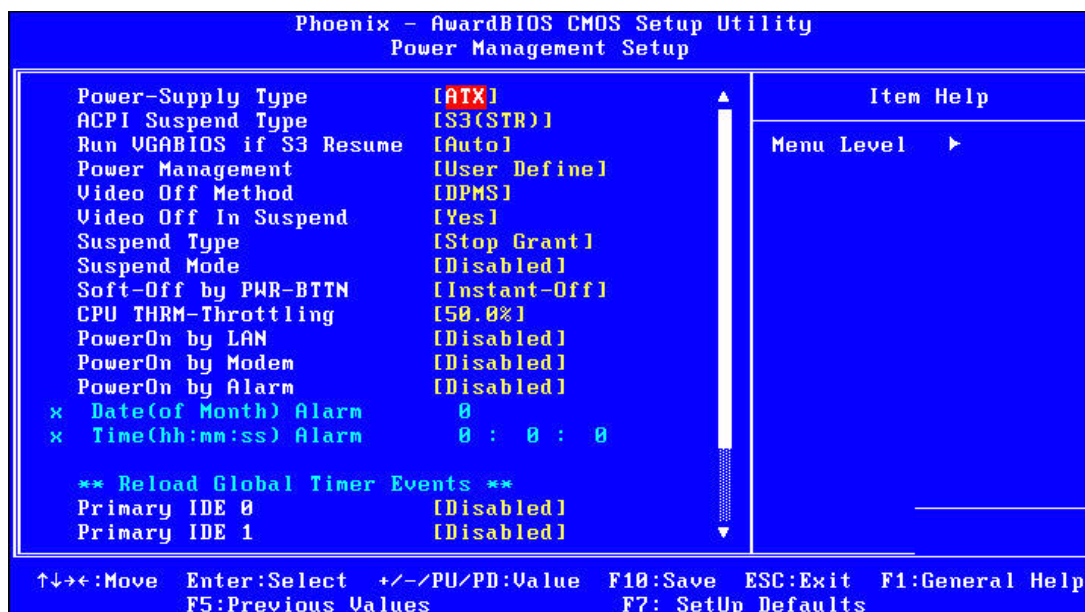 Phoenix - AwardBIOS CMOS Setup Utility
Power Management Setup
Power-Supply Type [ATX]
ACPI Suspend Type [S3(STR)]
Run VGABIOS if S3 Resume [Auto]
Power Management [User Define]
Video Off Method [DPMS]
Video Off In Suspend [Yes]
Suspend Type [Stop Grant]
Suspend Mode [Disabled]
Soft-Off by PWR-BTTN [Instant-Off]
CPU THRM-Throttling [50.0%]
PowerOn by LAN [Disabled]
PowerOn by Modem [Disabled]
PowerOn by Alarm [Disabled]
x Date(of Month) Alarm 0
x Time(hh:mm:ss) Alarm 0 : 0 : 0
** Reload Global Timer Events **
Primary IDE 0 [Disabled]
Primary IDE 1 [Disabled]
Item Help
Menu Level ►
↑↓→←:Move Enter:Select +/-/PU/PD:Value F10:Save ESC:Exit F1:General Help
F5:Previous Values F7: SetUp Defaults